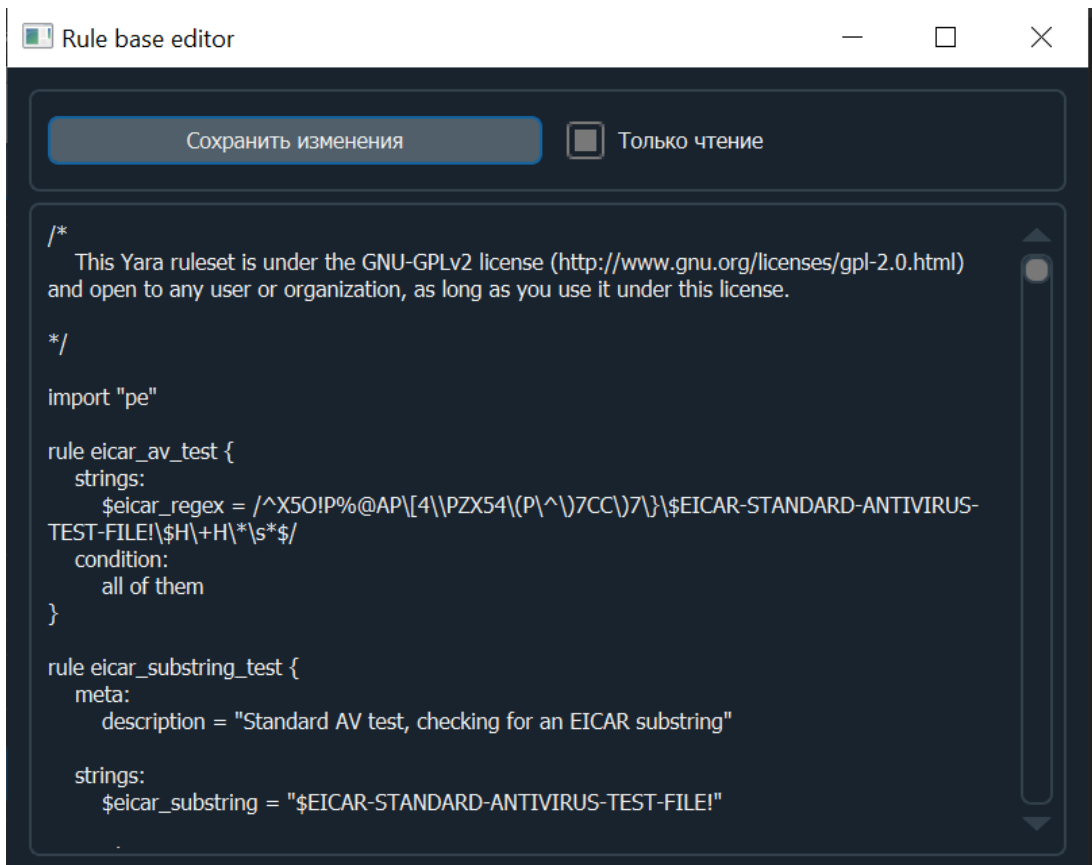 Rule base editor
Сохранить изменения
Только чтение
/*
This Yara ruleset is under the GNU-GPLv2 license (http://www.gnu.org/licenses/gpl-2.0.html)
and open to any user or organization, as long as you use it under this license.
*/
import "pe"
rule eicar_av_test {
strings:
$eicar_regex = /^X5O!P%@AP\[4\\PZX54\(P\^\)7CC\)7\}\$EICAR-STANDARD-ANTIVIRUS-
TEST-FILE!\$H\+H\*\s*$/
condition:
all of them
}
rule eicar_substring_test {
meta:
description = "Standard AV test, checking for an EICAR substring"
strings:
$eicar_substring = "$EICAR-STANDARD-ANTIVIRUS-TEST-FILE!"